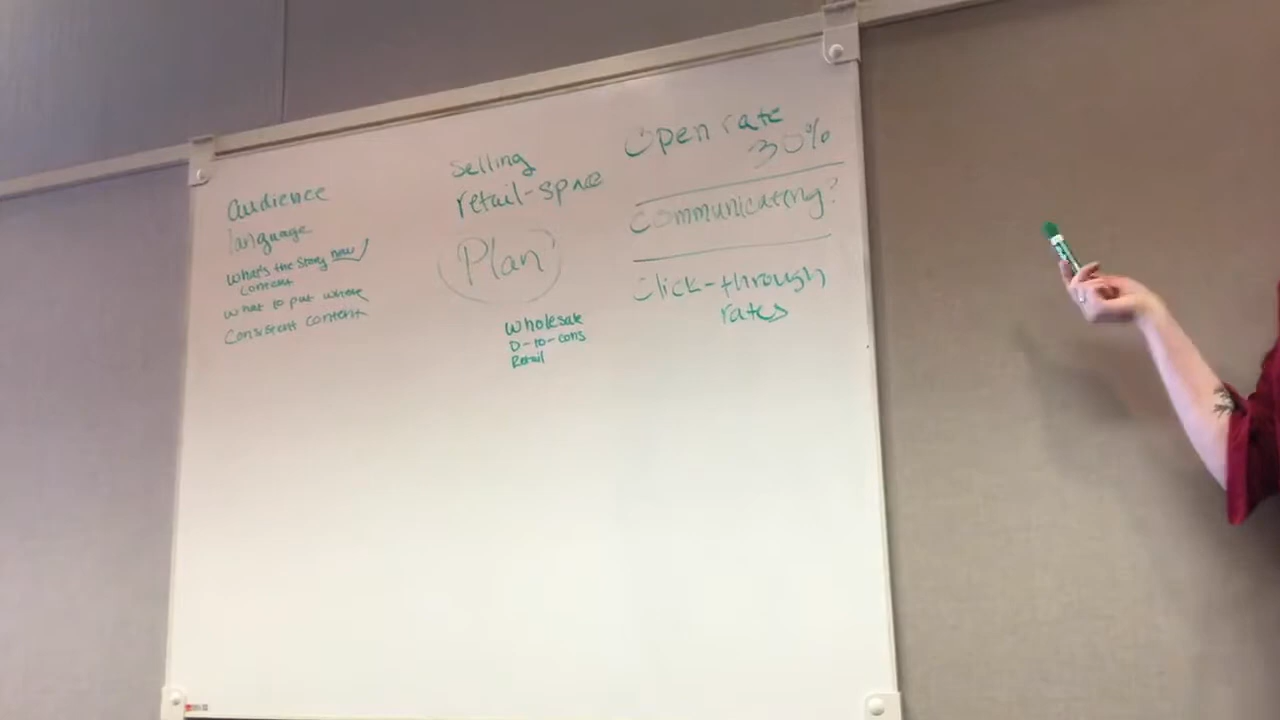 audience
language
What's the Story now/
content
what to put where
Consistent content
Selling
retail-space
Plan
Wholesale
D-to-cons
Retail
Open rate
30%
Communicating?
Click-through
rates